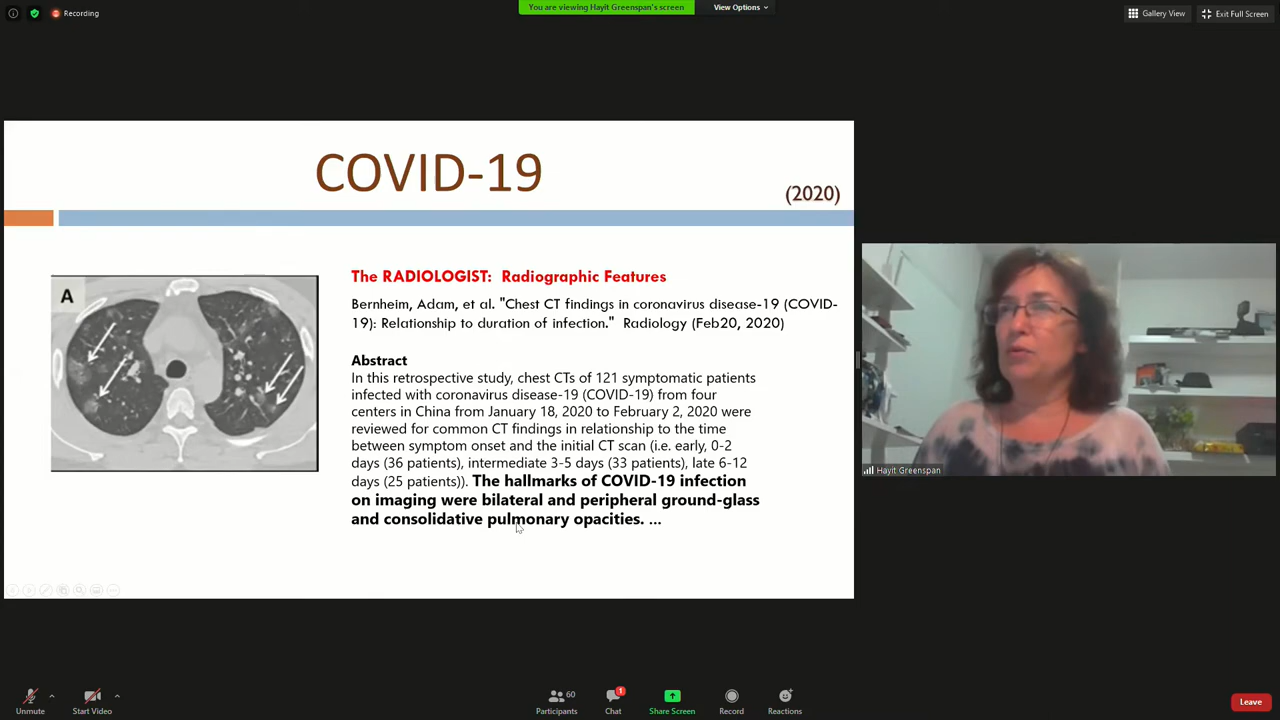 Recording
You are viewing Hayit Greenspan's screen
View Options
Gallery View
Exit Full Screen
COVID-19
(2020)
A
The RADIOLOGIST: Radiographic Features
Bernheim, Adam, et al. "Chest CT findings in coronavirus disease-19 (COVID-
19): Relationship to duration of infection." Radiology (Feb20, 2020)
Abstract
In this retrospective study, chest CTs of 121 symptomatic patients
infected with coronavirus disease-19 (COVID-19) from four
centers in China from January 18, 2020 to February 2, 2020 were
reviewed for common CT findings in relationship to the time
between symptom onset and the initial CT scan (i.e. early, 0-2
days (36 patients), intermediate 3-5 days (33 patients), late 6-12
days (25 patients)). The hallmarks of COVID-19 infection
on imaging were bilateral and peripheral ground-glass
and consolidative pulmonary opacities. ...
Hayit Greenspan
Unmute
Start Video
60
Participants
1
Chat
Share Screen
Record
Reactions
Leave